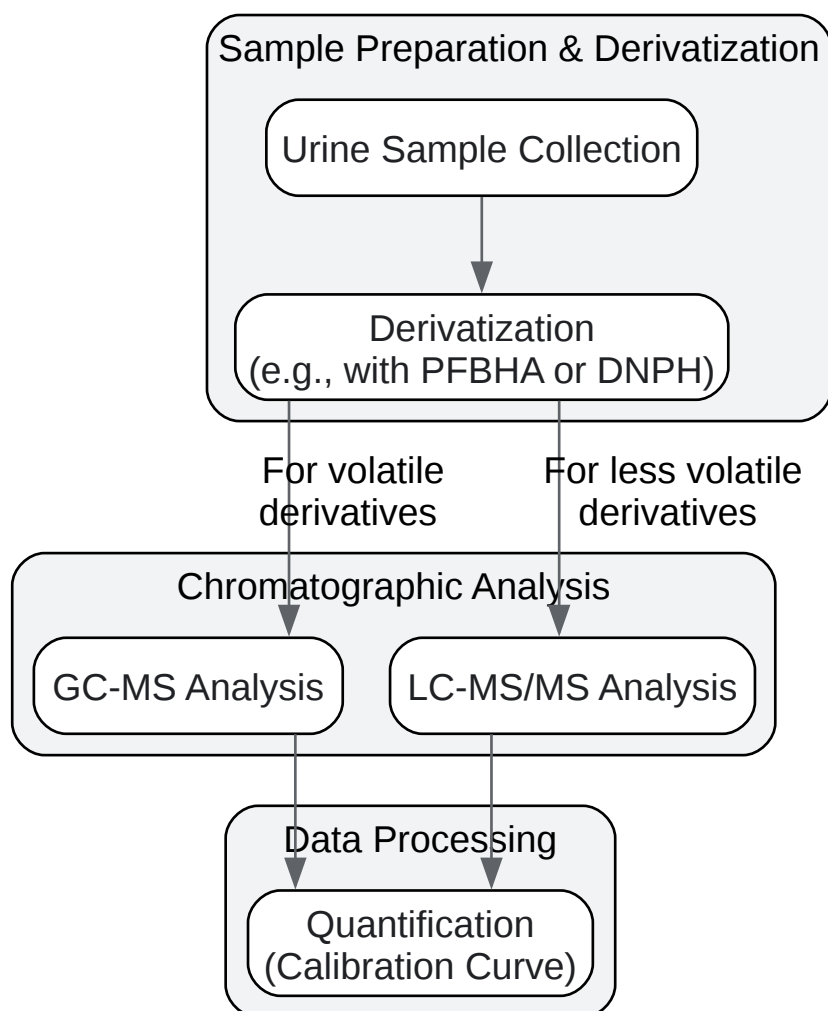 Sample Preparation & Derivatization
Urine Sample Collection
Derivatization
(e.g., with PFBHA or DNPH)
For volatile
derivatives
For less volatile
derivatives
Chromatographic Analysis
GC-MS Analysis
LC-MS/MS Analysis
Data Processing
Quantification
(Calibration Curve)